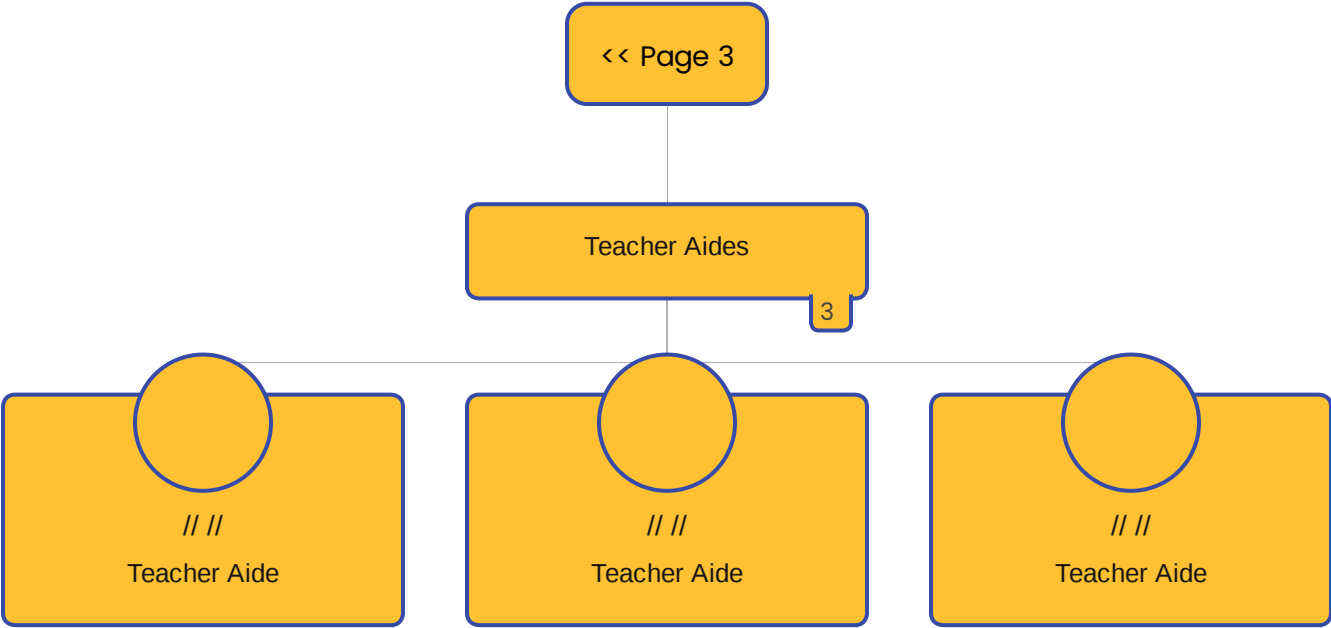 << Page 3
Teacher Aides
3
// //
Teacher Aide
// //
Teacher Aide
// //
Teacher Aide